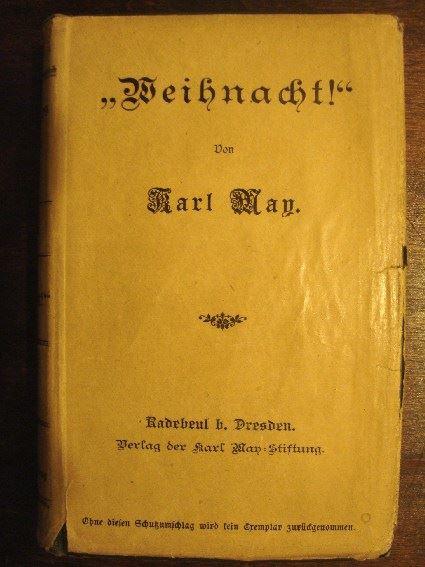 „Weihnacht!“
Von
Karl May.
Radebeul b. Dresden.
Verlag der Karl May-Stiftung.
Ohne diesen Schutzumschlag wird kein Exemplar zurückgenommen.